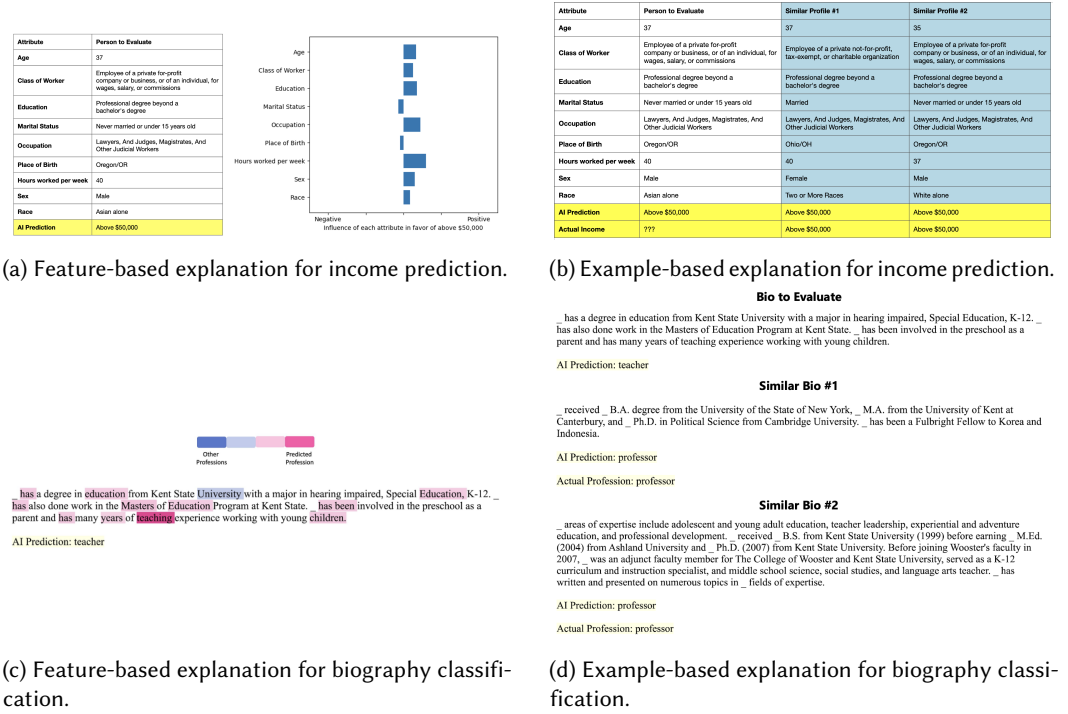 Attribute Person to Evaluate
Age 37
Class of Worker Employee of a private for-profit
company or business, or of an individual, for
wages, salary, or commissions
Education Professional degree beyond a
bachelor's degree
Marital Status Never married or under 15 years old
Occupation Lawyers, And Judges, Magistrates, And
Other Judicial Workers
Place of Birth Oregon/OR
Hours worked per week 40
Sex Male
Race Asian alone
AI Prediction Above $50,000
Age
Class of Worker
Education
Marital Status
Occupation
Place of Birth
Hours worked per week
Sex
Race
Negative Positive
Influence of each attribute in favor of above $50,000
(a) Feature-based explanation for income prediction.
Attribute Person to Evaluate Similar Profile #1 Similar Profile #2
Age 37 37 35
Class of Worker
Employee of a private for-profit
company or business, or of an individual, for
wages, salary, or commissions
Employee of a private not-for-profit,
tax-exempt, or charitable organization
Employee of a private for-profit
company or business, or of an individual, for
wages, salary, or commissions
Education
Professional degree beyond a
bachelor's degree
Professional degree beyond a
bachelor's degree
Professional degree beyond a
bachelor's degree
Marital Status Never married or under 15 years old Married Never married or under 15 years old
Occupation
Lawyers, And Judges, Magistrates, And
Other Judicial Workers
Lawyers, And Judges, Magistrates, And
Other Judicial Workers
Lawyers, And Judges, Magistrates, And
Other Judicial Workers
Place of Birth Oregon/OR Ohio/OH Oregon/OR
Hours worked per week 40 40 37
Sex Male Female Male
Race Asian alone Two or More Races White alone
AI Prediction Above $50,000 Above $50,000 Above $50,000
Actual Income ??? Above $50,000 Above $50,000
(b) Example-based explanation for income prediction.
Other
Professions
Predicted
Profession
_ has a degree in education from Kent State University with a major in hearing impaired, Special Education, K-12. _
has also done work in the Masters of Education Program at Kent State. _ has been involved in the preschool as a
parent and has many years of teaching experience working with young children.
AI Prediction: teacher
(c) Feature-based explanation for biography classifi-
cation.
Bio to Evaluate
_ has a degree in education from Kent State University with a major in hearing impaired, Special Education, K-12. _
has also done work in the Masters of Education Program at Kent State. _ has been involved in the preschool as a
parent and has many years of teaching experience working with young children.
AI Prediction: teacher
Similar Bio #1
_ received _ B.A. degree from the University of the State of New York, _ M.A. from the University of Kent at
Canterbury, and _ Ph.D. in Political Science from Cambridge University. _ has been a Fulbright Fellow to Korea and
Indonesia.
AI Prediction: professor
Actual Profession: professor
Similar Bio #2
_ areas of expertise include adolescent and young adult education, teacher leadership, experiential and adventure
education, and professional development. _ received _ B.S. from Kent State University (1999) before earning _ M.Ed.
(2004) from Ashland University and _ Ph.D. (2007) from Kent State University. Before joining Wooster's faculty in
2007, _ was an adjunct faculty member for The College of Wooster and Kent State University, served as a K-12
curriculum and instruction specialist, and middle school science, social studies, and language arts teacher. _ has
written and presented on numerous topics in _ fields of expertise.
AI Prediction: professor
Actual Profession: professor
(d) Example-based explanation for biography classi-
fication.